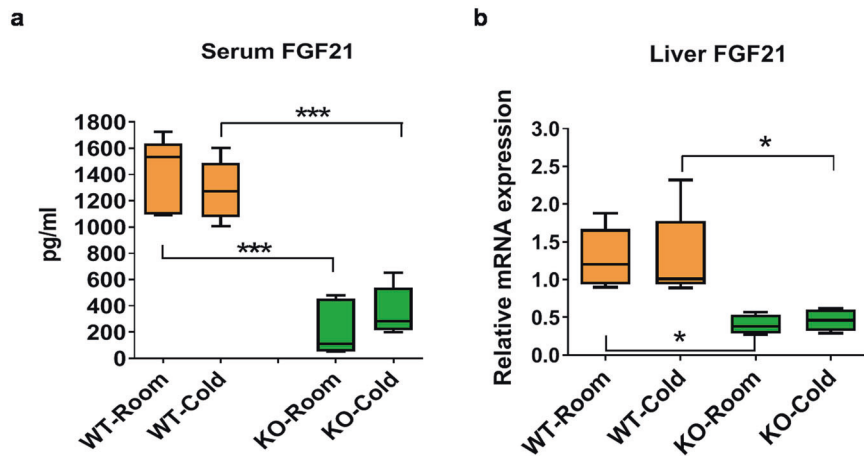 a
Serum FGF21
pg/ml
1800
1600
1400
1200
1000
800
600
400
200
0
***
***
WT-Room
WT-Cold
KO-Room
KO-Cold
b
Liver FGF21
Relative mRNA expression
3.0
2.5
2.0
1.5
1.0
0.5
0.0
*
*
WT-Room
WT-Cold
KO-Room
KO-Cold